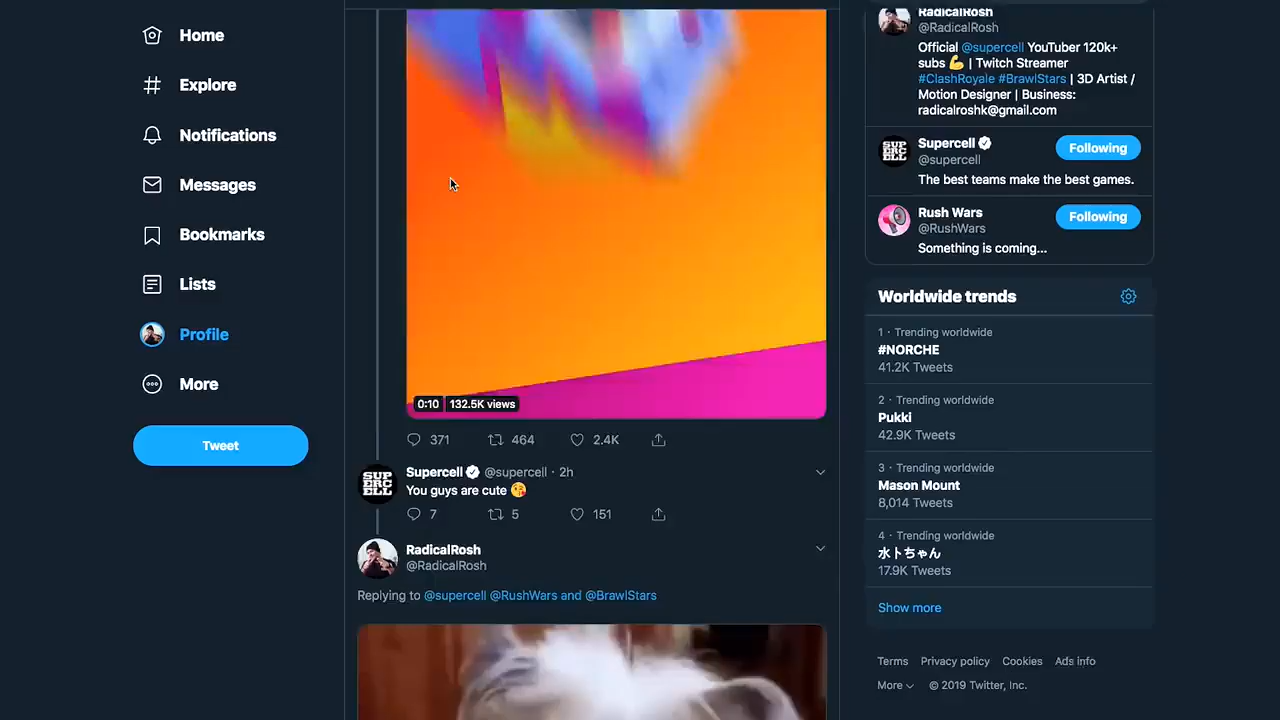 Home
Explore
Notifications
Messages
Bookmarks
Lists
Profile
More
Tweet
0:10 132.5K views
371 464 2.4K
Supercell @supercell · 2h
You guys are cute 😘
7 5 151
RadicalRosh
@RadicalRosh
Replying to @supercell @RushWars and @BrawlStars
RadicalRosh
@RadicalRosh
Official @supercell YouTuber 120k+
subs 💪 | Twitch Streamer
#ClashRoyale #BrawlStars | 3D Artist /
Motion Designer | Business:
radicalroshk@gmail.com
SUP
ERC
ELL
Supercell
@supercell
Following
The best teams make the best games.
Rush Wars
@RushWars
Following
Something is coming...
Worldwide trends
1 · Trending worldwide
#NORCHE
41.2K Tweets
2 · Trending worldwide
Pukki
42.9K Tweets
3 · Trending worldwide
Mason Mount
8,014 Tweets
4 · Trending worldwide
水卜ちゃん
17.9K Tweets
Show more
Terms Privacy policy Cookies Ads info
More © 2019 Twitter, Inc.